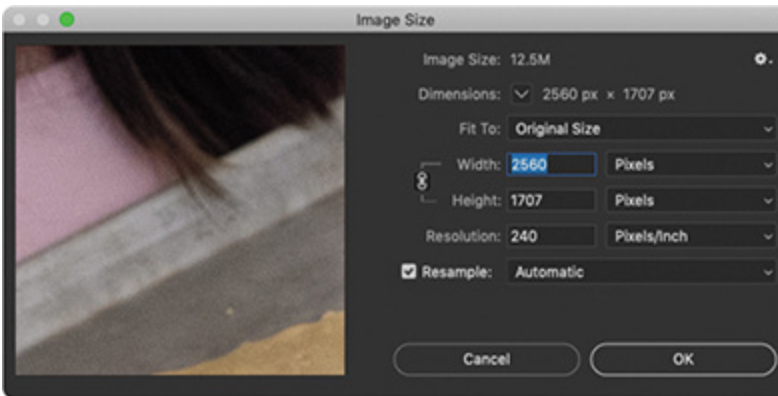 Image Size
Image Size: 12.5M
Dimensions: 2560 px × 1707 px
Fit To: Original Size
Width: 2560 Pixels
Height: 1707 Pixels
Resolution: 240 Pixels/Inch
Resample: Automatic
Cancel OK